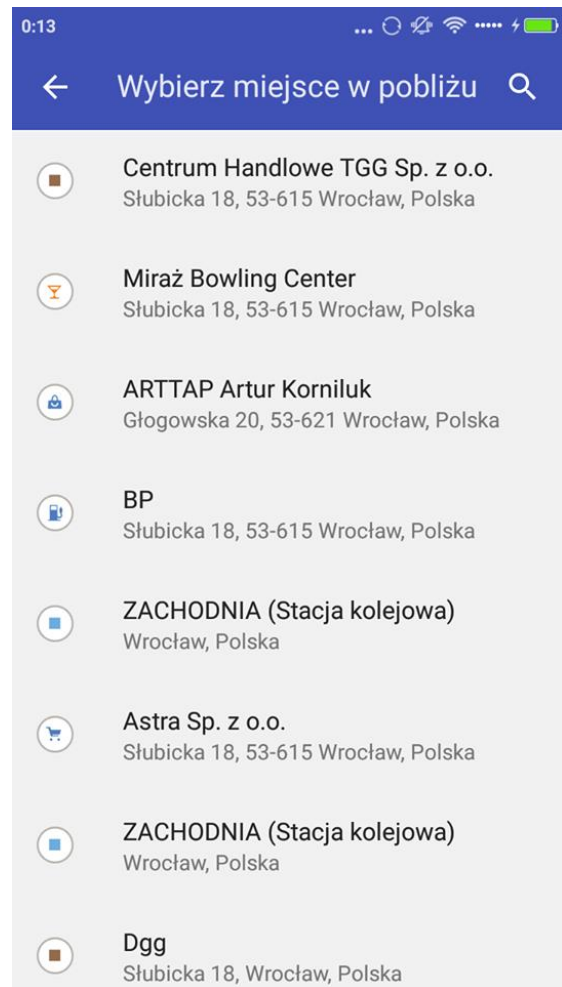 0:13
Wybierz miejsce w pobliżu
Centrum Handlowe TGG Sp. z o.o.
Słubicka 18, 53-615 Wrocław, Polska
Miraż Bowling Center
Słubicka 18, 53-615 Wrocław, Polska
ARTTAP Artur Korniluk
Głogowska 20, 53-621 Wrocław, Polska
BP
Słubicka 18, 53-615 Wrocław, Polska
ZACHODNIA (Stacja kolejowa)
Wrocław, Polska
Astra Sp. z o.o.
Słubicka 18, 53-615 Wrocław, Polska
ZACHODNIA (Stacja kolejowa)
Wrocław, Polska
Dgg
Słubicka 18, Wrocław, Polska